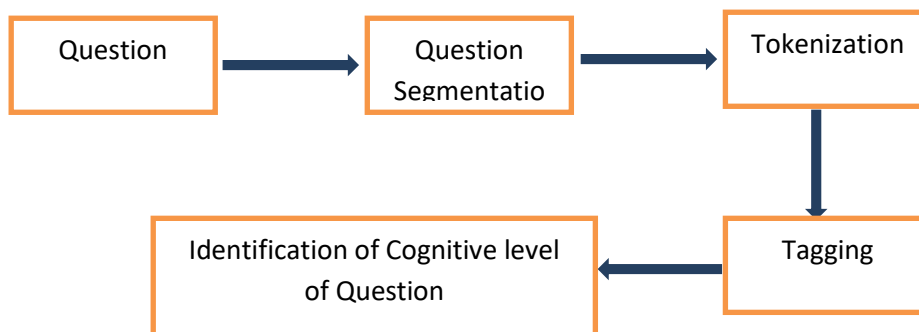 Question
Question
Segmentatio
Tokenization
Tagging
Identification of Cognitive level
of Question